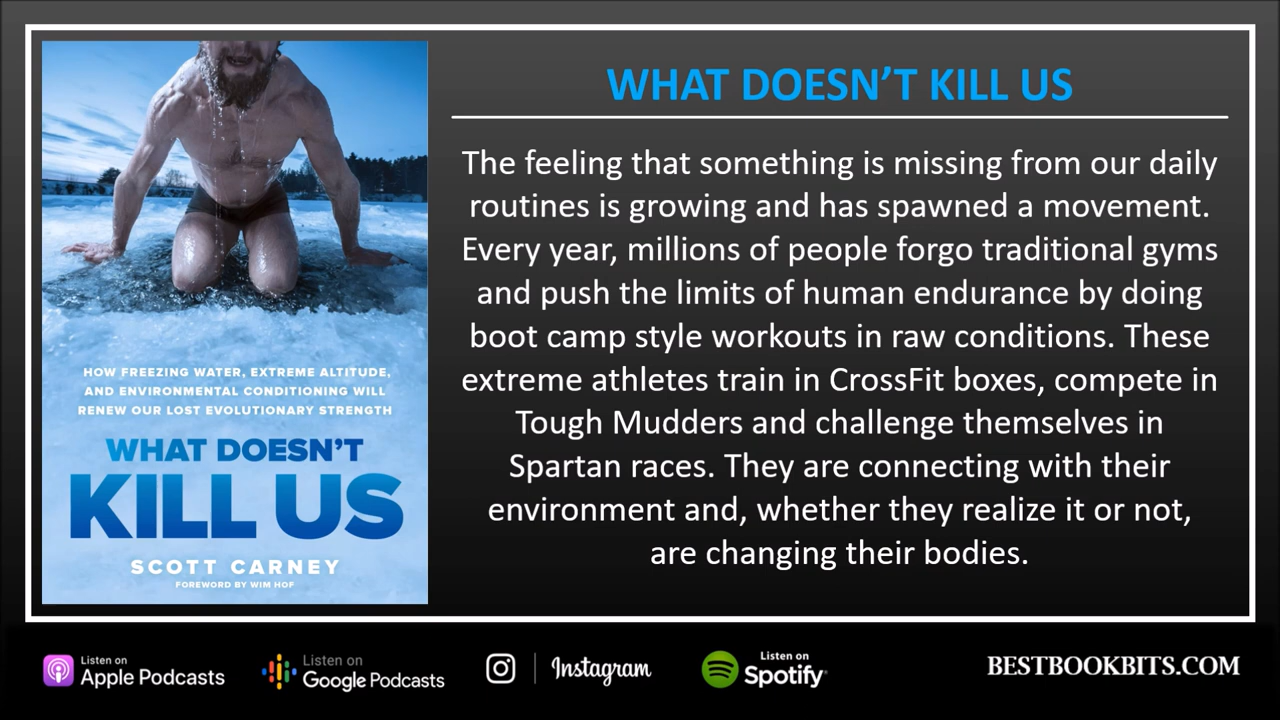 HOW FREEZING WATER, EXTREME ALTITUDE,
AND ENVIRONMENTAL CONDITIONING WILL
RENEW OUR LOST EVOLUTIONARY STRENGTH
WHAT DOESN'T
KILL US
SCOTT CARNEY
FOREWORD BY WIM HOF
WHAT DOESN'T KILL US
The feeling that something is missing from our daily
routines is growing and has spawned a movement.
Every year, millions of people forgo traditional gyms
and push the limits of human endurance by doing
boot camp style workouts in raw conditions. These
extreme athletes train in CrossFit boxes, compete in
Tough Mudders and challenge themselves in
Spartan races. They are connecting with their
environment and, whether they realize it or not,
are changing their bodies.
Listen on
Apple Podcasts
Listen on
Google Podcasts
Instagram
Listen on
Spotify
BESTBOOKBITS.COM